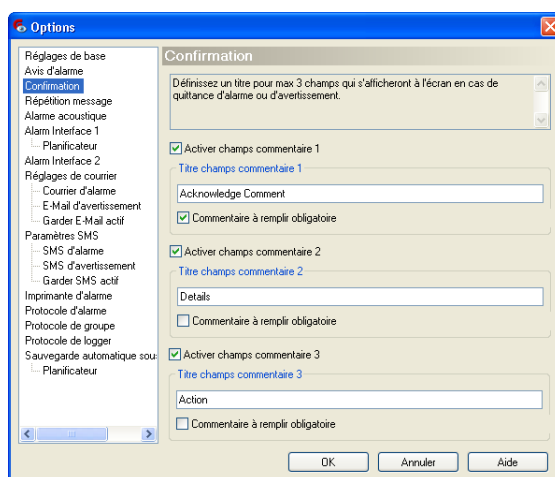 Options
Réglages de base
Avis d'alarme
Confirmation
Répétition message
Alarme acoustique
Alarm Interface 1
Planificateur
Alarm Interface 2
Réglages de courrier
Courrier d'alarme
E-Mail d'avertissement
Garder E-Mail actif
Paramètres SMS
SMS d'alarme
SMS d'avertissement
Garder SMS actif
Imprimante d'alarme
Protocole d'alarme
Protocole de groupe
Protocole de logger
Sauvegarde automatique sou
Planificateur
Confirmation
Définissez un titre pour max 3 champs qui s'afficheront à l'écran en cas de
quittance d'alarme ou d'avertissement.
Activer champs commentaire 1
Titre champs commentaire 1
Acknowledge Comment
Commentaire à remplir obligatoire
Activer champs commentaire 2
Titre champs commentaire 2
Details
Commentaire à remplir obligatoire
Activer champs commentaire 3
Titre champs commentaire 3
Action
Commentaire à remplir obligatoire
OK
Annuler
Aide